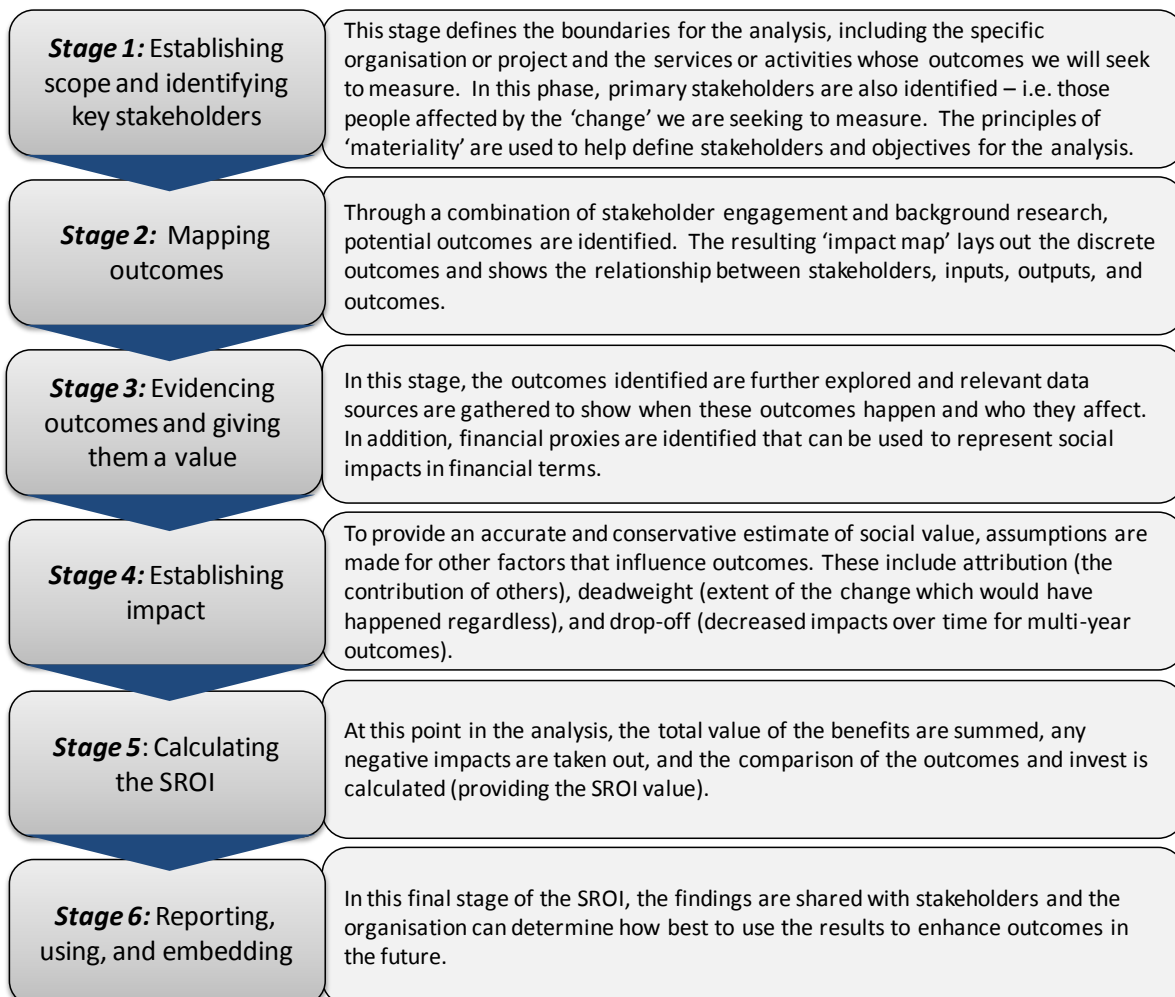 Stage 1: Establishing
scope and identifying
key stakeholders
This stage defines the boundaries for the analysis, including the specific
organisation or project and the services or activities whose outcomes we will seek
to measure.  In this phase, primary stakeholders are also identified – i.e. those
people affected by the ‘change’ we are seeking to measure.  The principles of
‘materiality’ are used to help define stakeholders and objectives for the analysis.
Stage 2:  Mapping
outcomes
Through a combination of stakeholder engagement and background research,
potential outcomes are identified.  The resulting ‘impact map’ lays out the discrete
outcomes and shows the relationship between stakeholders, inputs, outputs, and
outcomes.
Stage 3: Evidencing
outcomes and giving
them a value
In this stage, the outcomes identified are further explored and relevant data
sources are gathered to show when these outcomes happen and who they affect.
In addition, financial proxies are identified that can be used to represent social
impacts in financial terms.
Stage 4: Establishing
impact
To provide an accurate and conservative estimate of social value, assumptions are
made for other factors that influence outcomes. These include attribution (the
contribution of others), deadweight (extent of the change which would have
happened regardless), and drop-off (decreased impacts over time for multi-year
outcomes).
Stage 5: Calculating
the SROI
At this point in the analysis, the total value of the benefits are summed, any
negative impacts are taken out, and the comparison of the outcomes and invest is
calculated (providing the SROI value).
Stage 6: Reporting,
using, and embedding
In this final stage of the SROI, the findings are shared with stakeholders and the
organisation can determine how best to use the results to enhance outcomes in
the future.